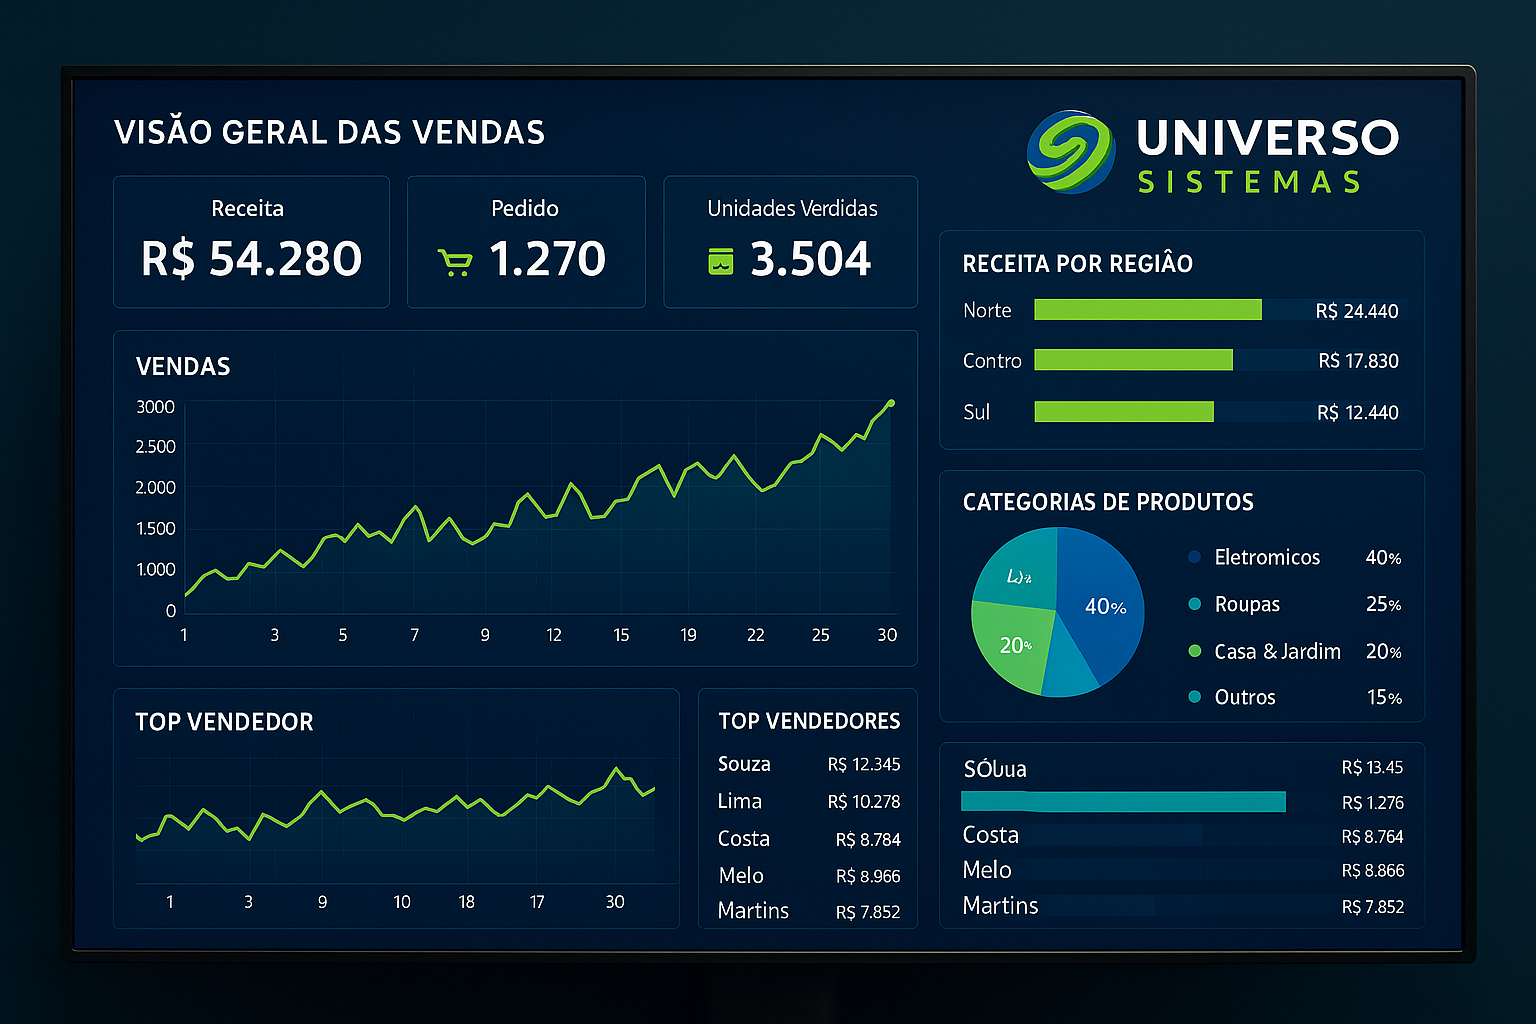 VISÃO GERAL DAS VENDAS
UNIVERSO
SISTEMAS
Receita
R$ 54.280
Pedido
1.270
Unidades Verdidas
3.504
RECEITA POR REGIÂO
Norte R$ 24.440
Contro R$ 17.830
Sul R$ 12.440
VENDAS
3000
2.500
2.000
1.500
1.000
0
1 3 5 7 9 12 15 19 22 25 30
CATEGORIAS DE PRODUTOS
40%
20%
Eletromicos 40%
Roupas 25%
Casa & Jardim 20%
Outros 15%
TOP VENDEDOR
1 3 9 10 18 17 30
TOP VENDEDORES
Souza R$ 12.345
Lima R$ 10.278
Costa R$ 8.784
Melo R$ 8.966
Martins R$ 7.852
R$ 13.45
R$ 1.276
Costa R$ 8.764
Melo R$ 8.866
Martins R$ 7.852